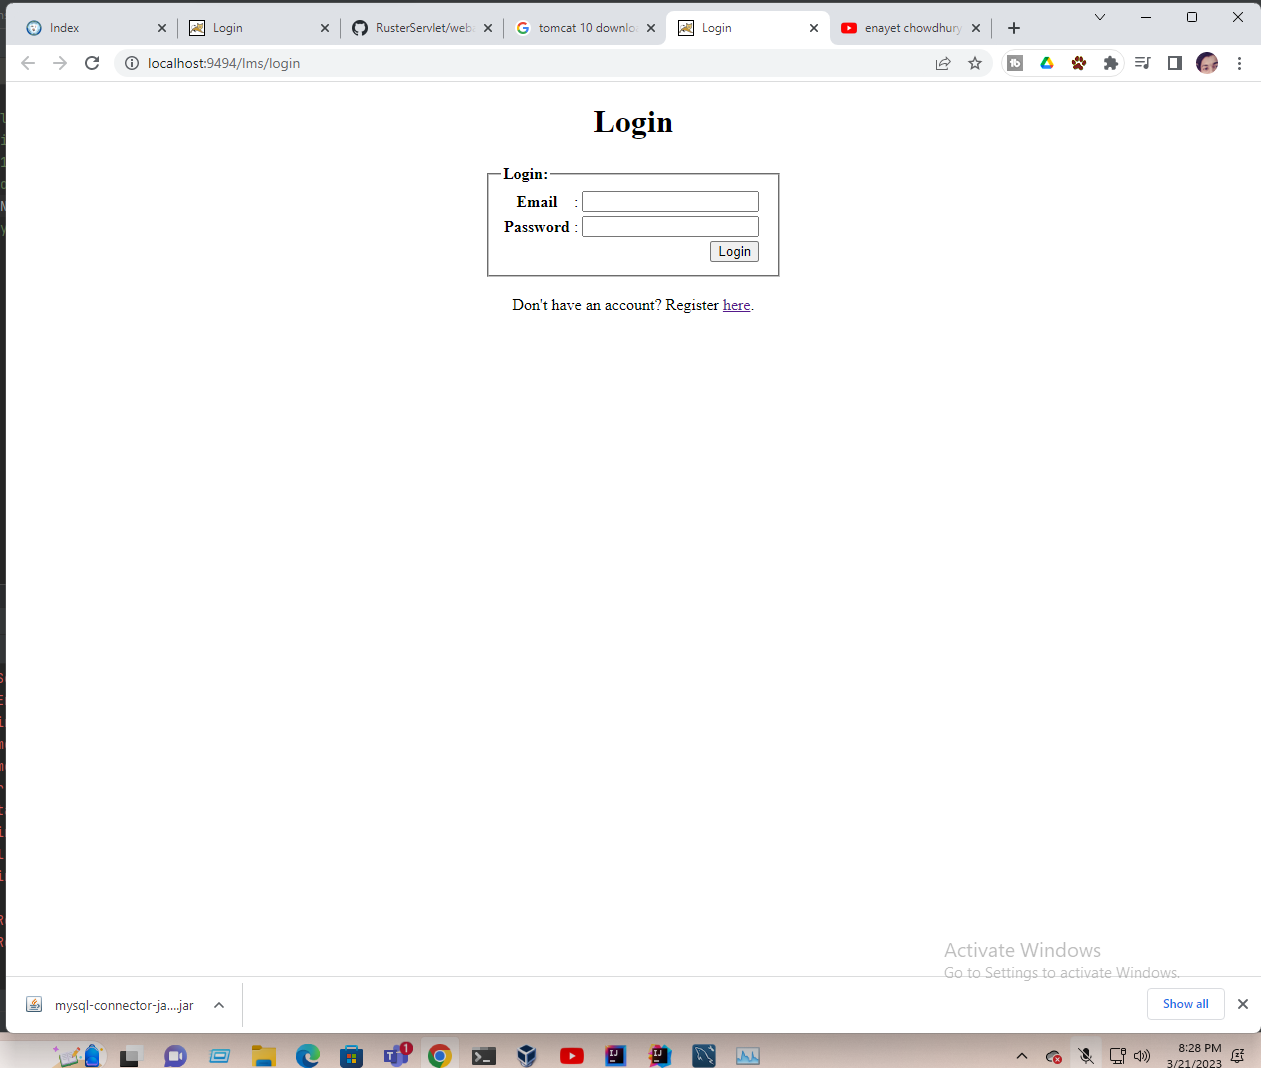 Index
Login
RusterServlet/web
tomcat 10 downlo
Login
enayet chowdhury
localhost:9494/lms/login
Login
Login:
Email :
Password :
Login
Don't have an account? Register here.
Activate Windows
Go to Settings to activate Windows.
mysql-connector-ja....jar
Show all
1
8:28 PM
3/21/2023